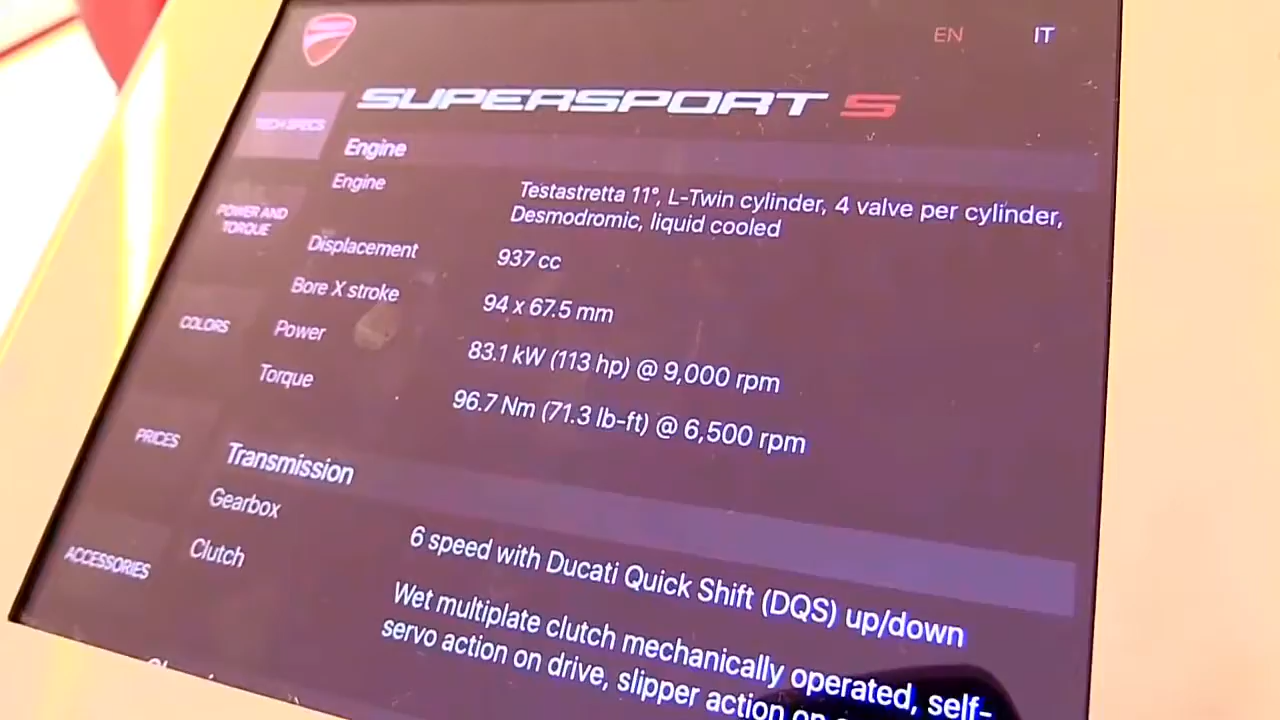 EN IT
SUPERSPORT S
TECH SPECS
Engine
Engine Testastretta 11°, L-Twin cylinder, 4 valve per cylinder,
Desmodromic, liquid cooled
POWER AND
TORQUE
Displacement 937 cc
Bore X stroke 94 x 67.5 mm
COLORS
Power 83.1 kW (113 hp) @ 9,000 rpm
Torque 96.7 Nm (71.3 lb-ft) @ 6,500 rpm
PRICES
Transmission
Gearbox 6 speed with Ducati Quick Shift (DQS) up/down
ACCESSORIES
Clutch Wet multiplate clutch mechanically operated, self-
servo action on drive, slipper action on